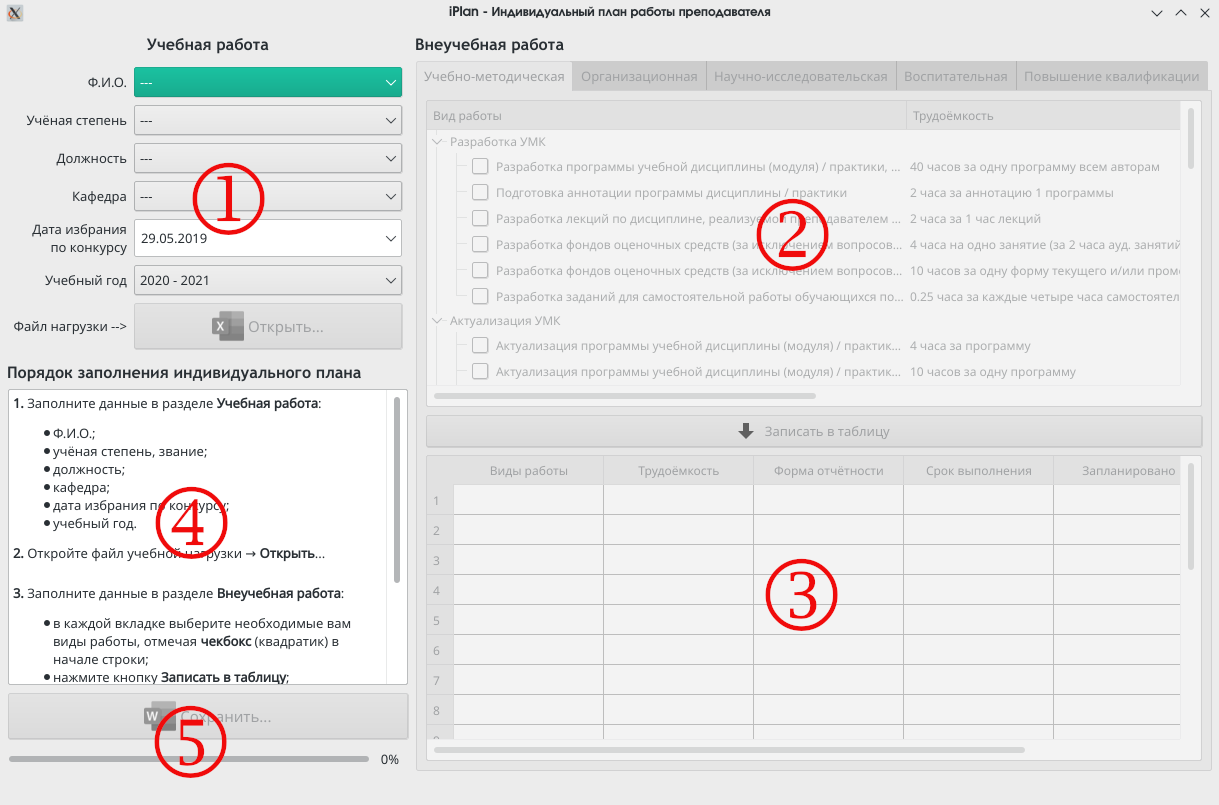 iPlan - Индивидуальный план работы преподавателя
Учебная работа
Ф.И.О.
---
Учёная степень
---
Должность
---
Кафедра
---
Дата избрания
по конкурсу
29.05.2019
Учебный год
2020 - 2021
Файл нагрузки -->
X
Открыть...
①
Порядок заполнения индивидуального плана
1. Заполните данные в разделе Учебная работа:
● Ф.И.О.;
● учёная степень, звание;
● должность;
● кафедра;
● дата избрания по конкурсу;
● учебный год.
2. Откройте файл учебной нагрузки → Открыть...
3. Заполните данные в разделе Внеучебная работа:
● в каждой вкладке выберите необходимые вам
виды работы, отмечая чекбокс (квадратик) в
начале строки;
● нажмите кнопку Записать в таблицу;
④
W
Сохранить...
⑤
0%
Внеучебная работа
Учебно-методическая
Организационная
Научно-исследовательская
Воспитательная
Повышение квалификации
Вид работы
Трудоёмкость
Разработка УМК
Разработка программы учебной дисциплины (модуля) / практики, ...
40 часов за одну программу всем авторам
Подготовка аннотации программы дисциплины / практики
2 часа за аннотацию 1 программы
Разработка лекций по дисциплине, реализуемой преподавателем ...
2 часа за 1 час лекций
Разработка фондов оценочных средств (за исключением вопросов...
4 часа на одно занятие (за 2 часа ауд. занятий
Разработка фондов оценочных средств (за исключением вопросов...
10 часов за одну форму текущего и/или пром
Разработка заданий для самостоятельной работы обучающихся по...
0.25 часа за каждые четыре часа самостоятел
Актуализация УМК
Актуализация программы учебной дисциплины (модуля) / практик...
4 часа за программу
Актуализация программы учебной дисциплины (модуля) / практик...
10 часов за одну программу
②
Записать в таблицу
Виды работы
Трудоёмкость
Форма отчётности
Срок выполнения
Запланировано
1
2
3
4
5
6
7
8
③